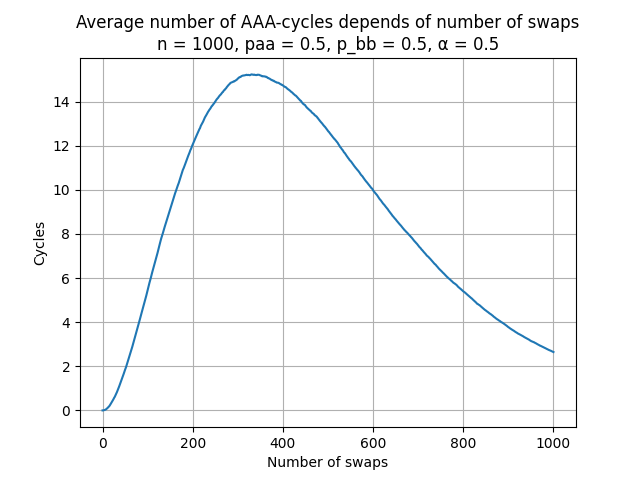 Average number of AAA-cycles depends of number of swaps
n = 1000, paa = 0.5, p_bb = 0.5, α = 0.5
Cycles
14
12
10
8
6
4
2
0
0 200 400 600 800 1000
Number of swaps